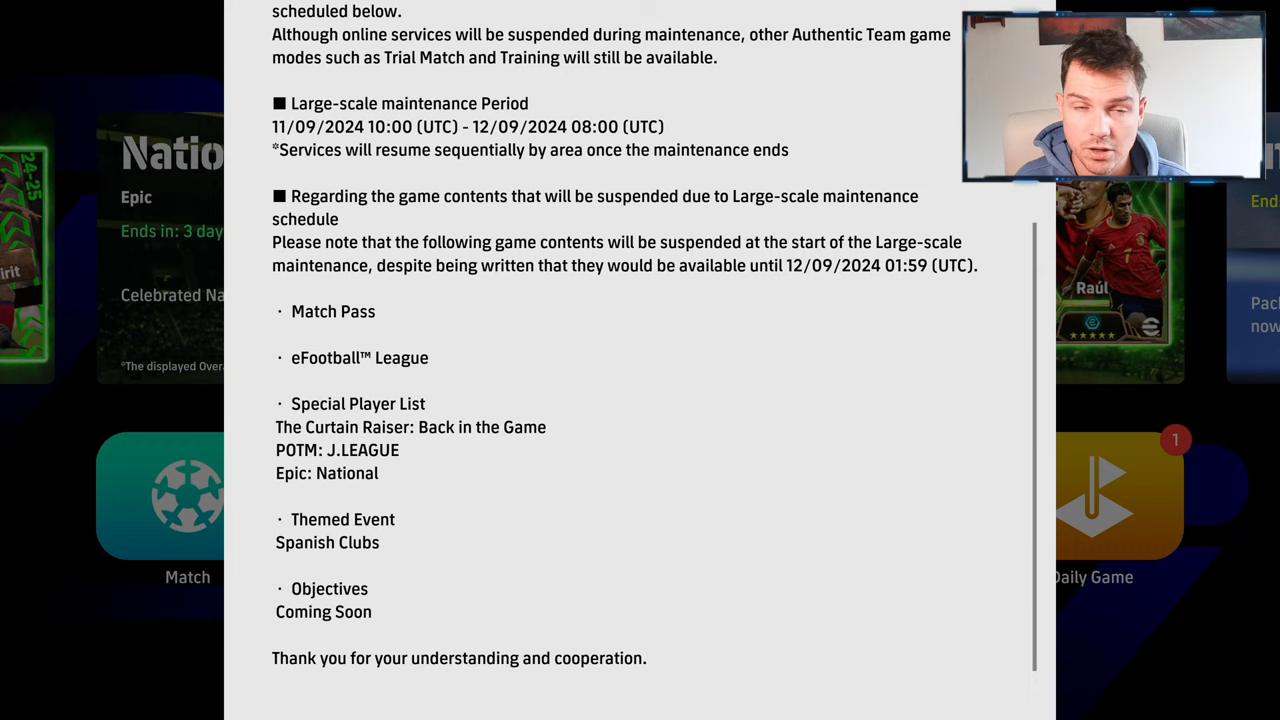 scheduled below.
Although online services will be suspended during maintenance, other Authentic Team game
modes such as Trial Match and Training will still be available.
■ Large-scale maintenance Period
11/09/2024 10:00 (UTC) - 12/09/2024 08:00 (UTC)
*Services will resume sequentially by area once the maintenance ends
■ Regarding the game contents that will be suspended due to Large-scale maintenance
schedule
Please note that the following game contents will be suspended at the start of the Large-scale
maintenance, despite being written that they would be available until 12/09/2024 01:59 (UTC).
・ Match Pass
・ eFootball™ League
・ Special Player List
The Curtain Raiser: Back in the Game
POTM: J.LEAGUE
Epic: National
・ Themed Event
Spanish Clubs
・ Objectives
Coming Soon
Thank you for your understanding and cooperation.
24-25
Natio
Epic
Ends in: 3 day
Celebrated Na
*The displayed Over
Match
Raúl
End
Pac
now
1
Daily Game